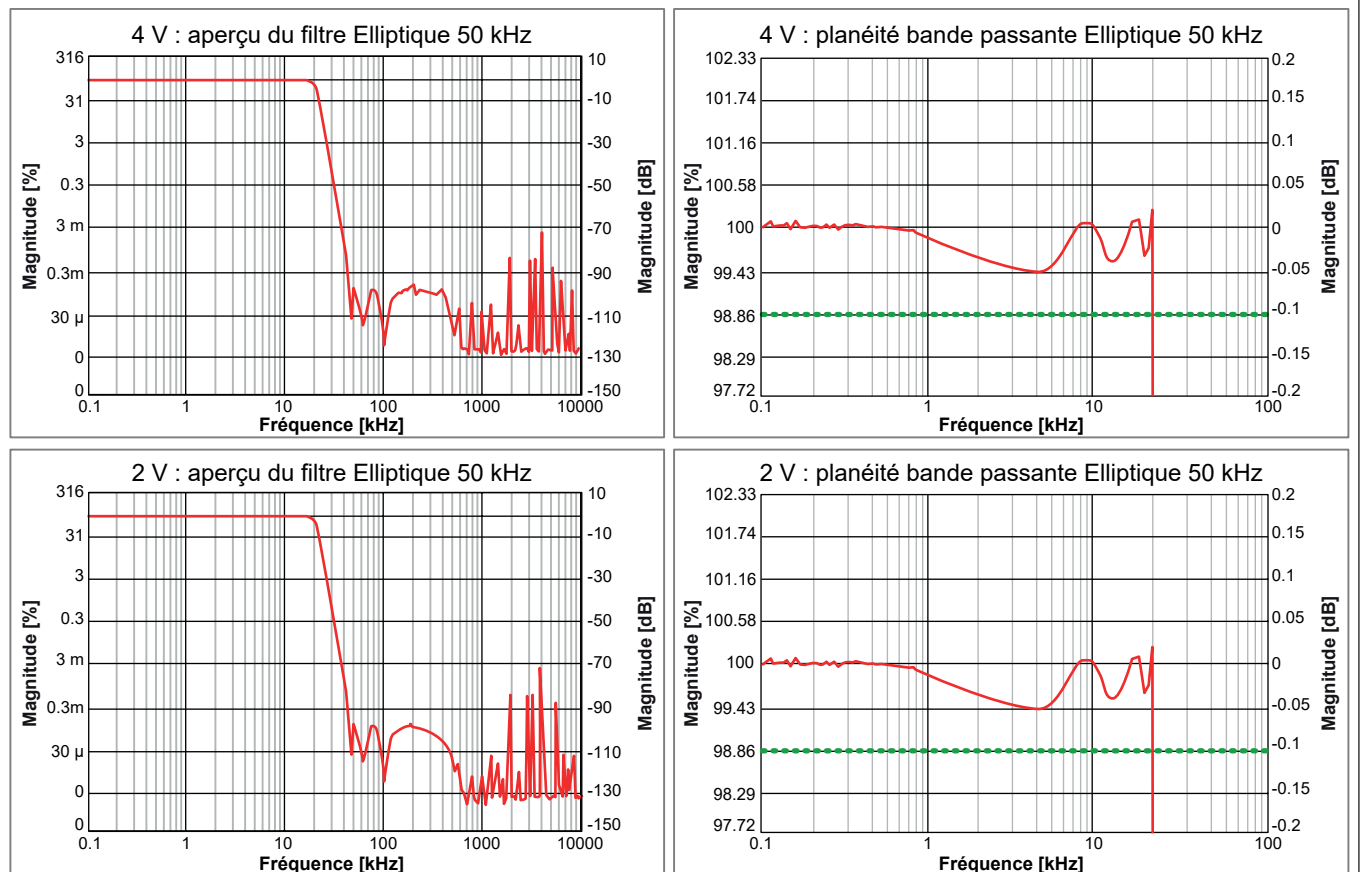 4 V : aperçu du filtre Elliptique 50 kHz
316
31
3
0.3
3 m
0.3m
30 µ
0
0
Magnitude [%]
10
-10
-30
-50
-70
-90
-110
-130
-150
Magnitude [dB]
0.1 1 10 100 1000 10000
Fréquence [kHz]
4 V : planéité bande passante Elliptique 50 kHz
102.33
101.74
101.16
100.58
100
99.43
98.86
98.29
97.72
Magnitude [%]
0.2
0.15
0.1
0.05
0
-0.05
-0.1
-0.15
-0.2
Magnitude [dB]
0.1 1 10 100
Fréquence [kHz]
2 V : aperçu du filtre Elliptique 50 kHz
316
31
3
0.3
3 m
0.3m
30 µ
0
0
Magnitude [%]
10
-10
-30
-50
-70
-90
-110
-130
-150
Magnitude [dB]
0.1 1 10 100 1000 10000
Fréquence [kHz]
2 V : planéité bande passante Elliptique 50 kHz
102.33
101.74
101.16
100.58
100
99.43
98.86
98.29
97.72
Magnitude [%]
0.2
0.15
0.1
0.05
0
-0.05
-0.1
-0.15
-0.2
Magnitude [dB]
0.1 1 10 100
Fréquence [kHz]